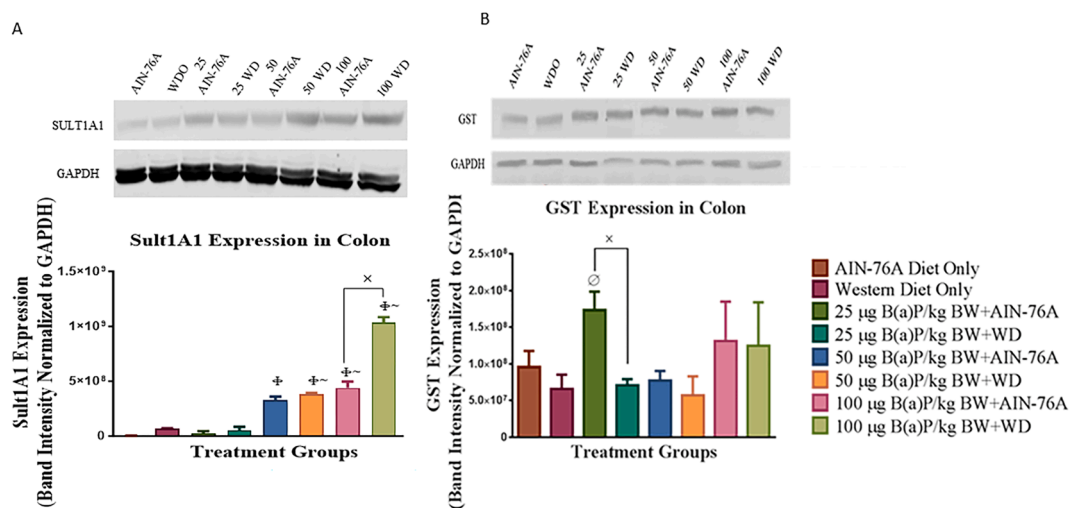 A
AIN-76A
WDO
25
AIN-76A
25 WD
50
AIN-76A
50 WD
100
AIN-76A
100 WD
SULT1A1
GAPDH
Sult1A1 Expression in Colon
Sult1A1 Expression
(Band Intensity Normalized to GAPDH)
1.5×10⁹
1×10⁹
5×10⁸
0
×
~
~
~
Treatment Groups
B
AIN-76A
WDO
25
AIN-76A
25 WD
50
AIN-76A
50 WD
100
AIN-76A
100 WD
GST
GAPDH
GST Expression in Colon
GST Expression
(Band Intensity Normalized to GAPDI
2.5×10⁸
2.0×10⁸
1.5×10⁸
1.0×10⁸
5.0×10⁷
0
×
∅
Treatment Groups
AIN-76A Diet Only
Western Diet Only
25 µg B(a)P/kg BW+AIN-76A
25 µg B(a)P/kg BW+WD
50 µg B(a)P/kg BW+AIN-76A
50 µg B(a)P/kg BW+WD
100 µg B(a)P/kg BW+AIN-76A
100 µg B(a)P/kg BW+WD